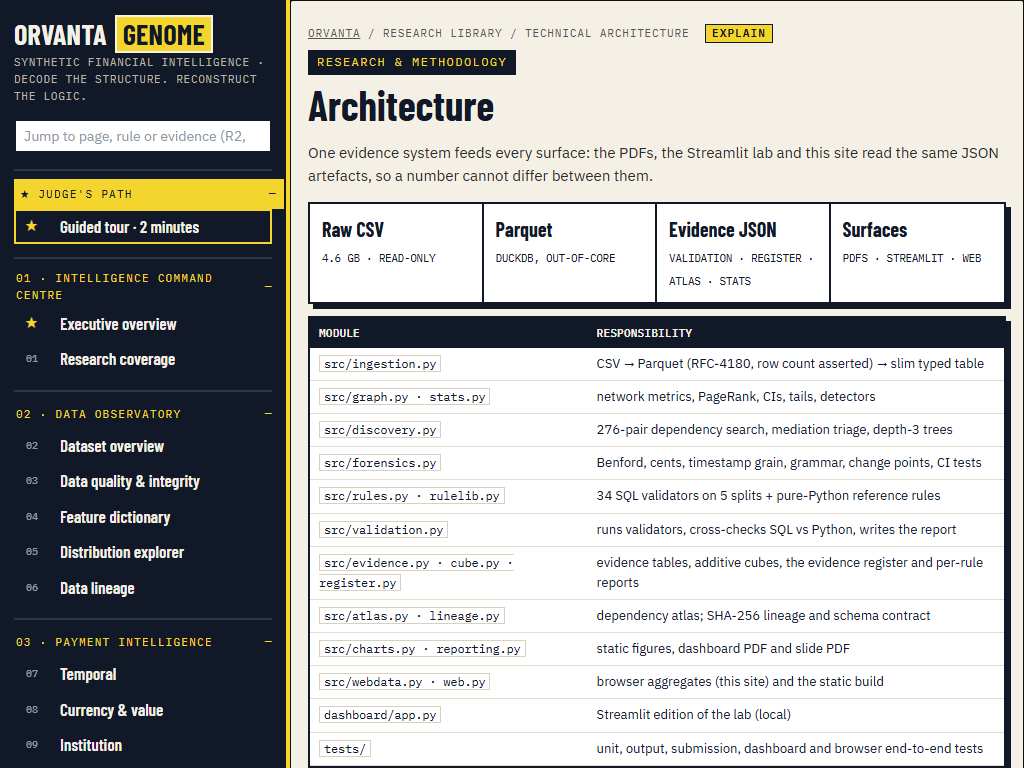 ORVANTA GENOME
SYNTHETIC FINANCIAL INTELLIGENCE ·
DECODE THE STRUCTURE. RECONSTRUCT
THE LOGIC.
Jump to page, rule or evidence (R2,
★ JUDGE'S PATH −
★ Guided tour · 2 minutes
01 · INTELLIGENCE COMMAND
CENTRE −
★ Executive overview
01 Research coverage
02 · DATA OBSERVATORY −
02 Dataset overview
03 Data quality & integrity
04 Feature dictionary
05 Distribution explorer
06 Data lineage
03 · PAYMENT INTELLIGENCE −
07 Temporal
08 Currency & value
09 Institution
ORVANTA / RESEARCH LIBRARY / TECHNICAL ARCHITECTURE EXPLAIN
RESEARCH & METHODOLOGY
Architecture
One evidence system feeds every surface: the PDFs, the Streamlit lab and this site read the same JSON
artefacts, so a number cannot differ between them.
Raw CSV
4.6 GB · READ-ONLY
Parquet
DUCKDB, OUT-OF-CORE
Evidence JSON
VALIDATION · REGISTER ·
ATLAS · STATS
Surfaces
PDFS · STREAMLIT · WEB
MODULE RESPONSIBILITY
src/ingestion.py CSV → Parquet (RFC-4180, row count asserted) → slim typed table
src/graph.py · stats.py network metrics, PageRank, CIs, tails, detectors
src/discovery.py 276-pair dependency search, mediation triage, depth-3 trees
src/forensics.py Benford, cents, timestamp grain, grammar, change points, CI tests
src/rules.py · rulelib.py 34 SQL validators on 5 splits + pure-Python reference rules
src/validation.py runs validators, cross-checks SQL vs Python, writes the report
src/evidence.py · cube.py · evidence tables, additive cubes, the evidence register and per-rule
register.py reports
src/atlas.py · lineage.py dependency atlas; SHA-256 lineage and schema contract
src/charts.py · reporting.py static figures, dashboard PDF and slide PDF
src/webdata.py · web.py browser aggregates (this site) and the static build
dashboard/app.py Streamlit edition of the lab (local)
tests/ unit, output, submission, dashboard and browser end-to-end tests